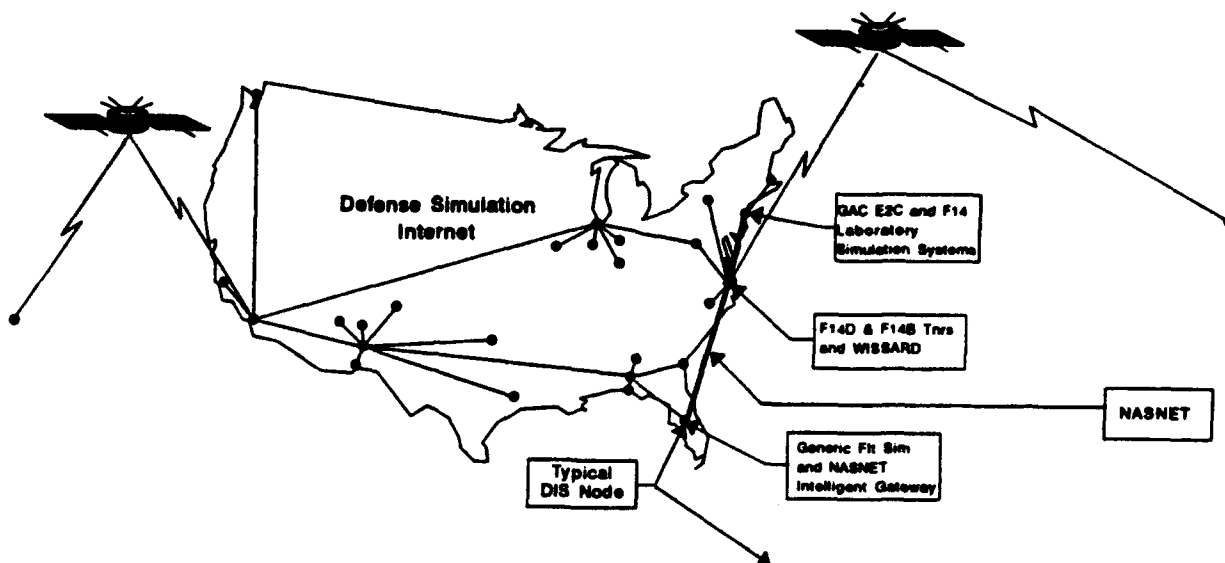 Defense Simulation
Internet
GAC E2C and F14
Laboratory
Simulation Systems
F14D & F14B Tnrs
and WISSARD
NASNET
Generic Flt Sim
and NASNET
Intelligent Gateway
Typical
DIS Node